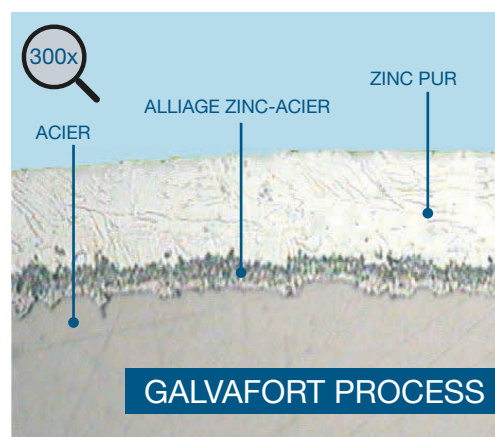 300x
ZINC PUR
ALLIAGE ZINC-ACIER
ACIER
GALVAFORT PROCESS